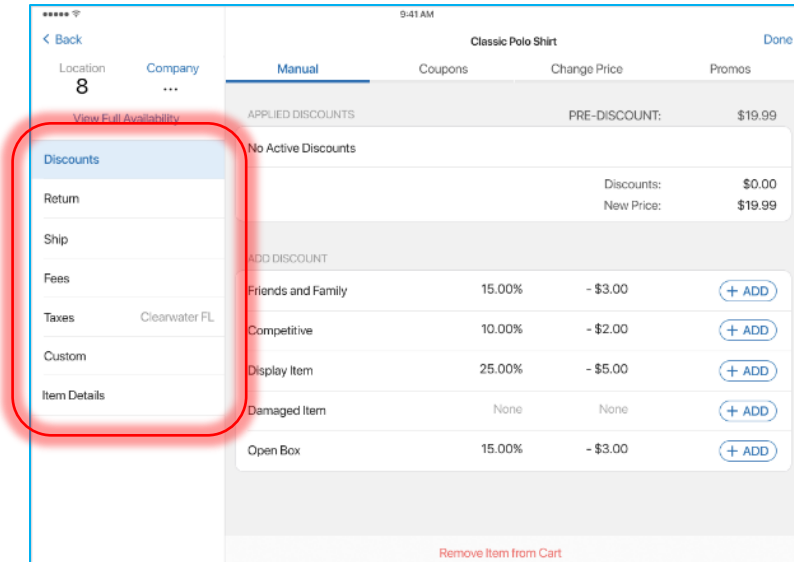 9:41 AM
Back
Classic Polo Shirt
Done
Location
Company
8
...
View Full Availability
Manual
Coupons
Change Price
Promos
Discounts
Return
Ship
Fees
Taxes
Clearwater FL
Custom
Item Details
APPLIED DISCOUNTS
PRE-DISCOUNT:
$19.99
No Active Discounts
Discounts:
$0.00
New Price:
$19.99
ADD DISCOUNT
Friends and Family
15.00%
- $3.00
+ ADD
Competitive
10.00%
- $2.00
+ ADD
Display Item
25.00%
- $5.00
+ ADD
Damaged Item
None
None
+ ADD
Open Box
15.00%
- $3.00
+ ADD
Remove Item from Cart